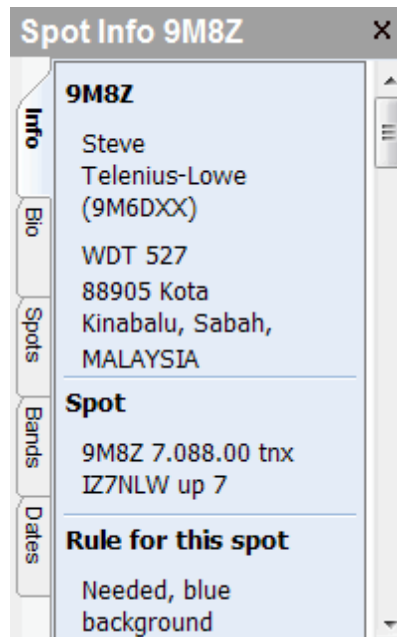 Spot Info 9M8Z
Info
Bio
Spots
Bands
Dates
9M8Z
Steve
Telenius-Lowe
(9M6DXX)
WDT 527
88905 Kota
Kinabalu, Sabah,
MALAYSIA
Spot
9M8Z 7.088.00 tnx
IZ7NLW up 7
Rule for this spot
Needed, blue
background